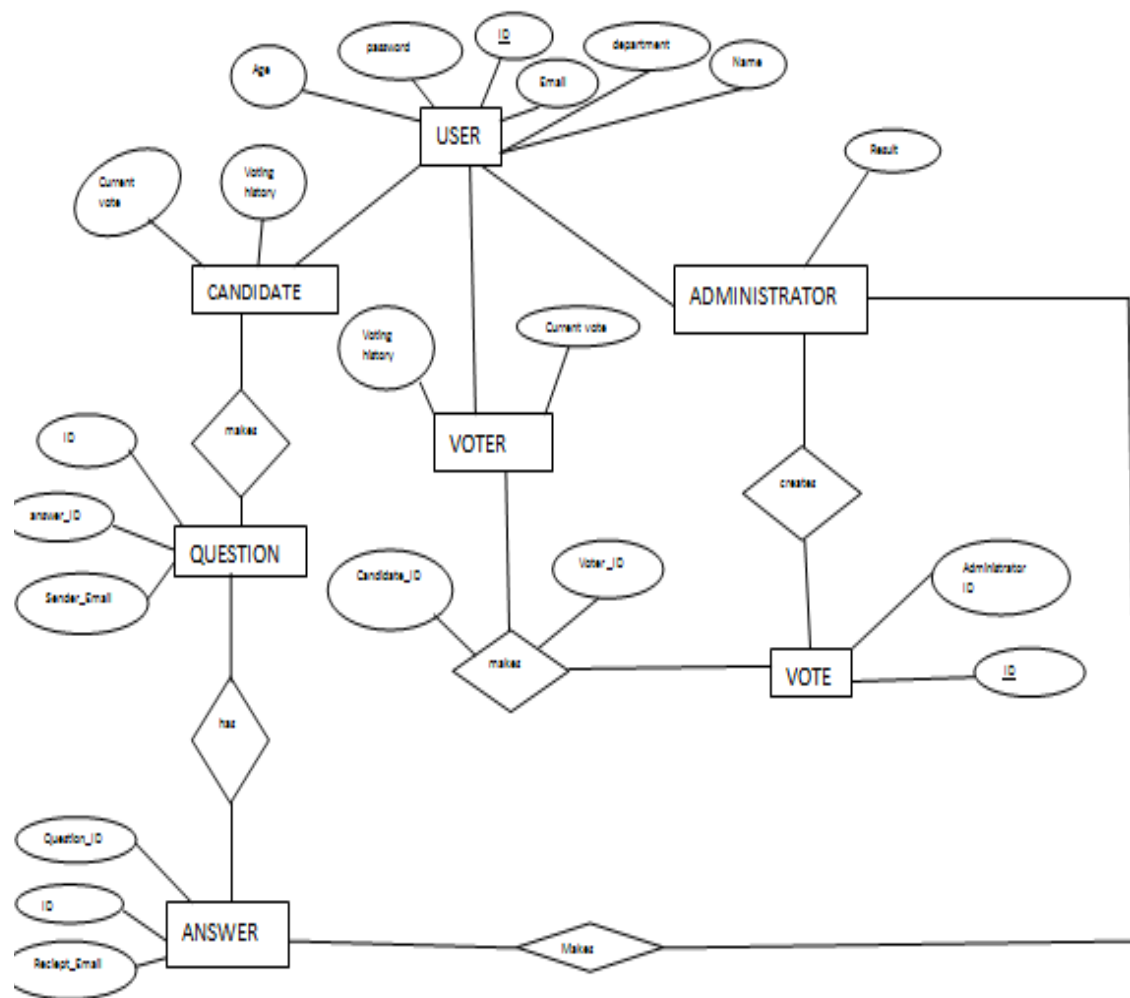 ID
password
department
Age
Email
Name
USER
Result
Current
vote
Voting
history
CANDIDATE
ADMINISTRATOR
Voting
history
Current vote
makes
VOTER
ID
creates
answer_ID
QUESTION
Candidate_ID
Voter_ID
Administrator
ID
Sender_Email
makes
VOTE
ID
has
Question_ID
ID
ANSWER
Makes
Reciept_Email